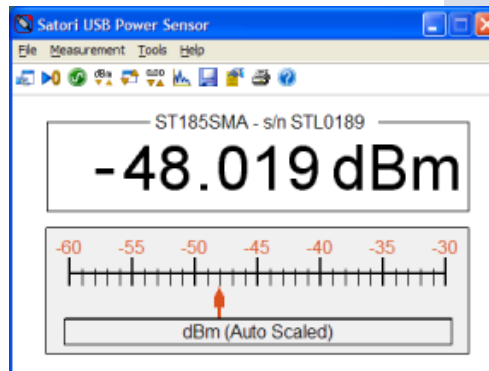 Satori USB Power Sensor
File Measurement Tools Help
ST185SMA - s/n STL0189
-48.019 dBm
-60 -55 -50 -45 -40 -35 -30
dBm (Auto Scaled)